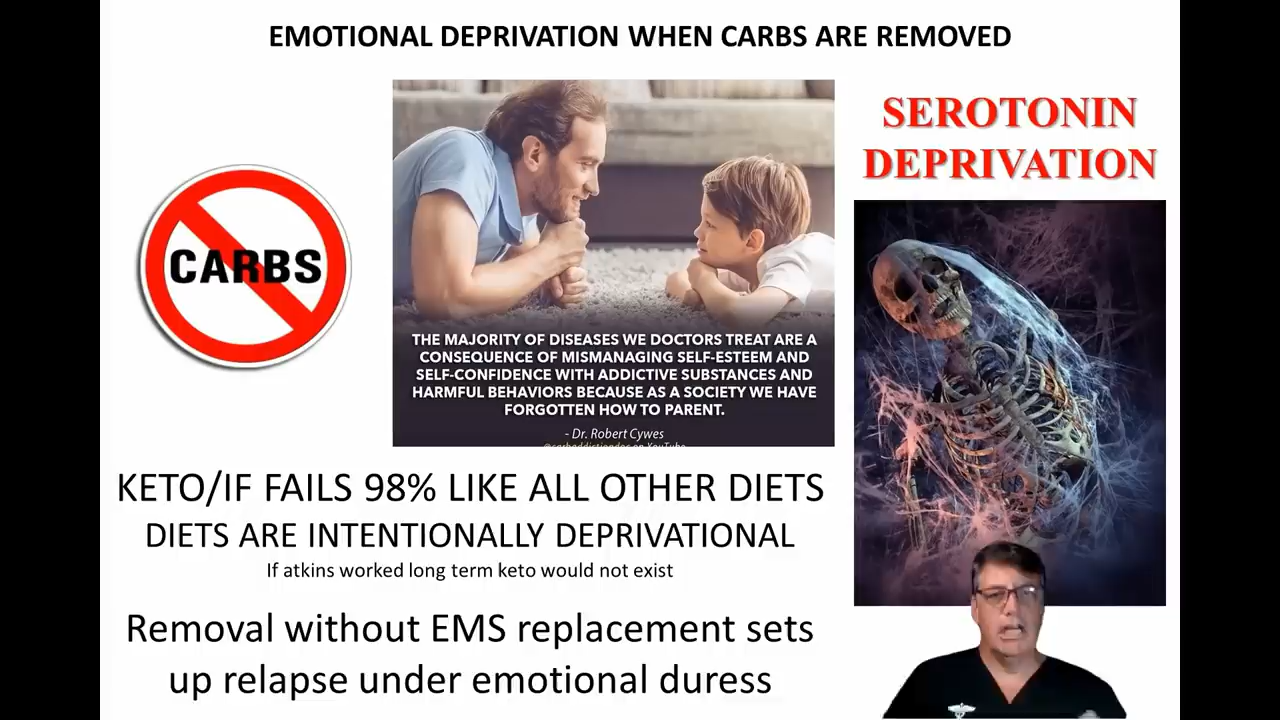 EMOTIONAL DEPRIVATION WHEN CARBS ARE REMOVED
CARBS
THE MAJORITY OF DISEASES WE DOCTORS TREAT ARE A
CONSEQUENCE OF MISMANAGING SELF-ESTEEM AND
SELF-CONFIDENCE WITH ADDICTIVE SUBSTANCES AND
HARMFUL BEHAVIORS BECAUSE AS A SOCIETY WE HAVE
FORGOTTEN HOW TO PARENT.
- Dr. Robert Cywes
@carbaddictiondoc on YouTube
SEROTONIN
DEPRIVATION
KETO/IF FAILS 98% LIKE ALL OTHER DIETS
DIETS ARE INTENTIONALLY DEPRIVATIONAL
If atkins worked long term keto would not exist
Removal without EMS replacement sets
up relapse under emotional duress